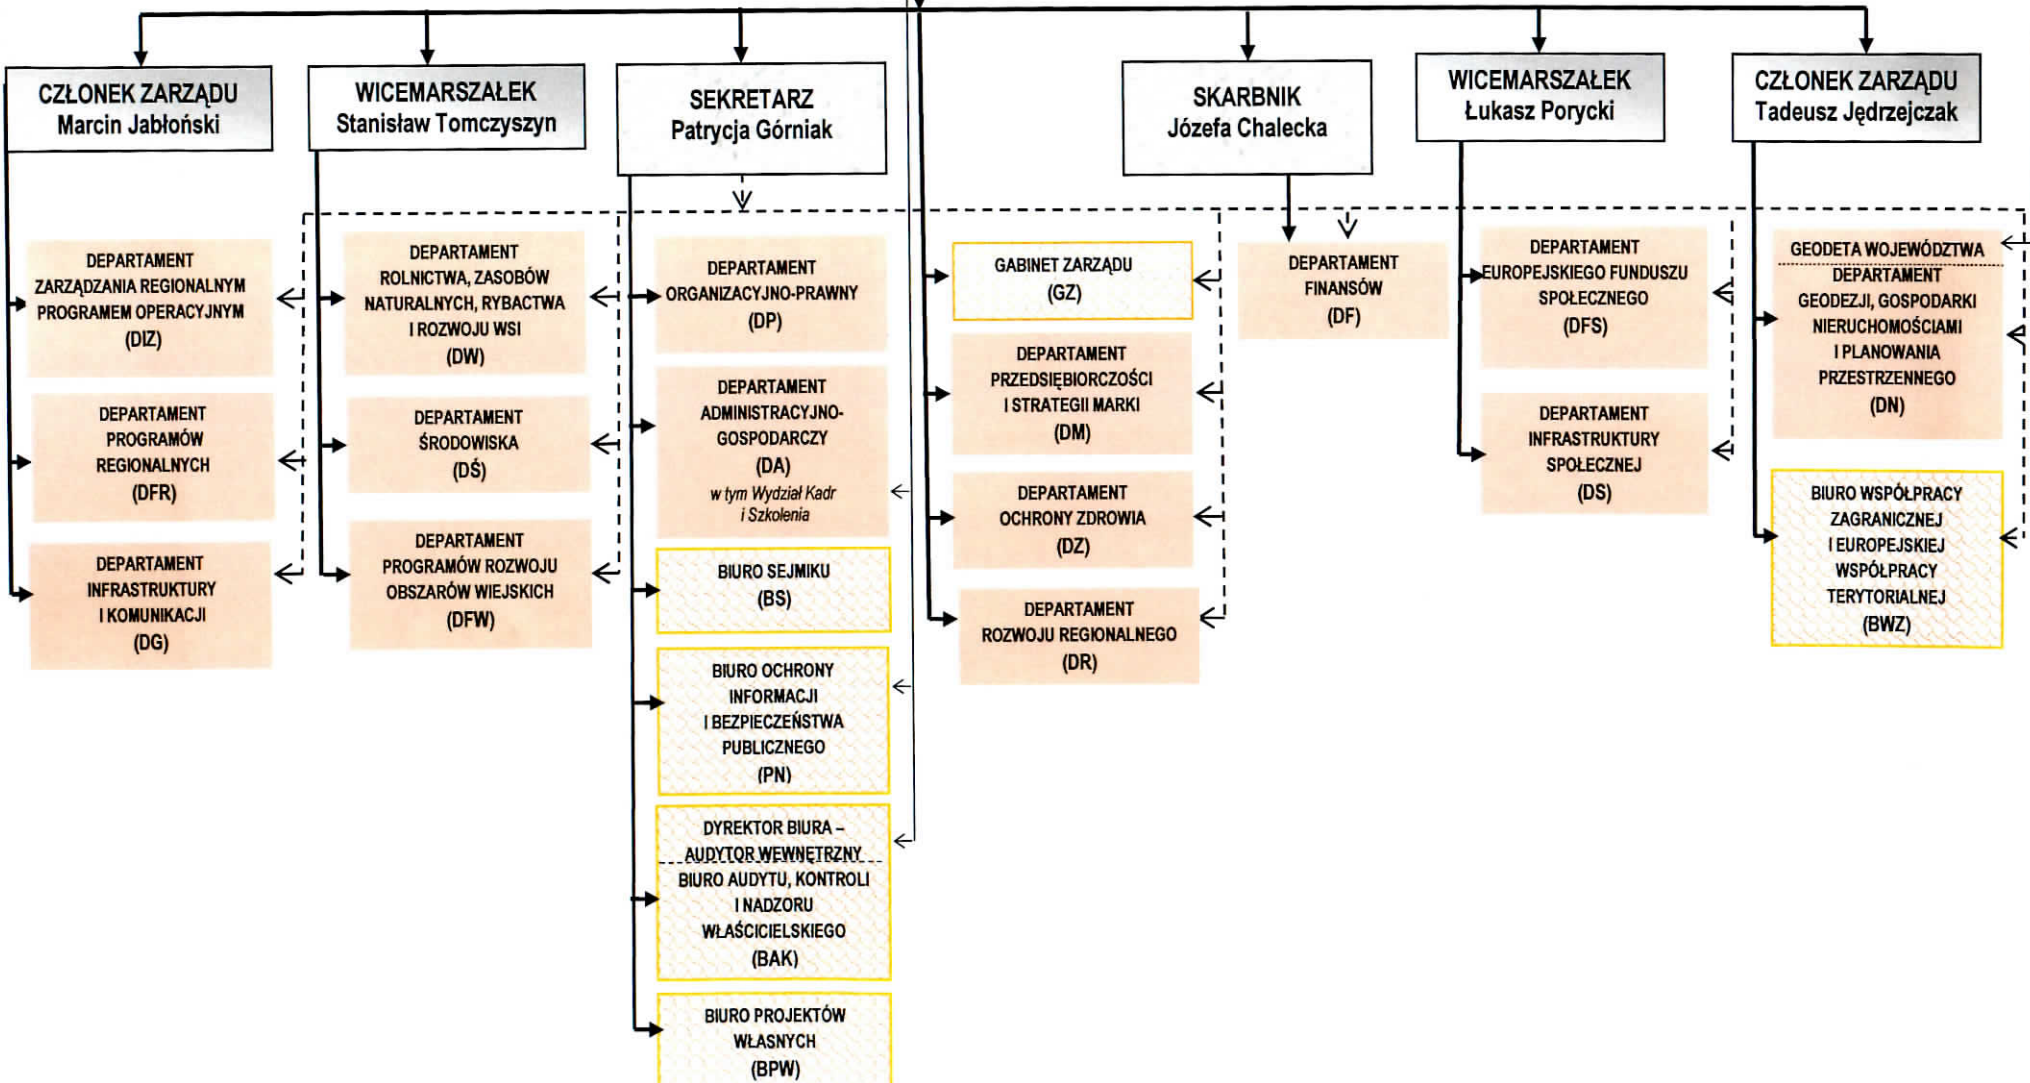 CZŁONEK ZARZĄDU
Marcin Jabłoński
WICEMARSZAŁEK
Stanisław Tomczyszyn
SEKRETARZ
Patrycja Górniak
SKARBNIK
Józefa Chalecka
WICEMARSZAŁEK
Łukasz Porycki
CZŁONEK ZARZĄDU
Tadeusz Jędrzejczak
DEPARTAMENT
ZARZĄDZANIA REGIONALNYM
PROGRAMEM OPERACYJNYM
(DIZ)
DEPARTAMENT
PROGRAMÓW
REGIONALNYCH
(DFR)
DEPARTAMENT
INFRASTRUKTURY
I KOMUNIKACJI
(DG)
DEPARTAMENT
ROLNICTWA, ZASOBÓW
NATURALNYCH, RYBACTWA
I ROZWOJU WSI
(DW)
DEPARTAMENT
ŚRODOWISKA
(DŚ)
DEPARTAMENT
PROGRAMÓW ROZWOJU
OBSZARÓW WIEJSKICH
(DFW)
DEPARTAMENT
ORGANIZACYJNO-PRAWNY
(DP)
DEPARTAMENT
ADMINISTRACYJNO-
GOSPODARCZY
(DA)
w tym Wydział Kadr
i Szkolenia
BIURO SEJMIKU
(BS)
BIURO OCHRONY
INFORMACJI
I BEZPIECZEŃSTWA
PUBLICZNEGO
(PN)
DYREKTOR BIURA –
AUDYTOR WEWNĘTRZNY
BIURO AUDYTU, KONTROLI
I NADZORU
WŁAŚCICIELSKIEGO
(BAK)
BIURO PROJEKTÓW
WŁASNYCH
(BPW)
GABINET ZARZĄDU
(GZ)
DEPARTAMENT
PRZEDSIĘBIORCZOŚCI
I STRATEGII MARKI
(DM)
DEPARTAMENT
OCHRONY ZDROWIA
(DZ)
DEPARTAMENT
ROZWOJU REGIONALNEGO
(DR)
DEPARTAMENT
FINANSÓW
(DF)
DEPARTAMENT
EUROPEJSKIEGO FUNDUSZU
SPOŁECZNEGO
(DFS)
DEPARTAMENT
INFRASTRUKTURY
SPOŁECZNEJ
(DS)
GEODETA WOJEWÓDZTWA
DEPARTAMENT
GEODEZJI, GOSPODARKI
NIERUCHOMOŚCIAMI
I PLANOWANIA
PRZESTRZENNEGO
(DN)
BIURO WSPÓŁPRACY
ZAGRANICZNEJ
I EUROPEJSKIEJ
WSPÓŁPRACY
TERYTORIALNEJ
(BWZ)